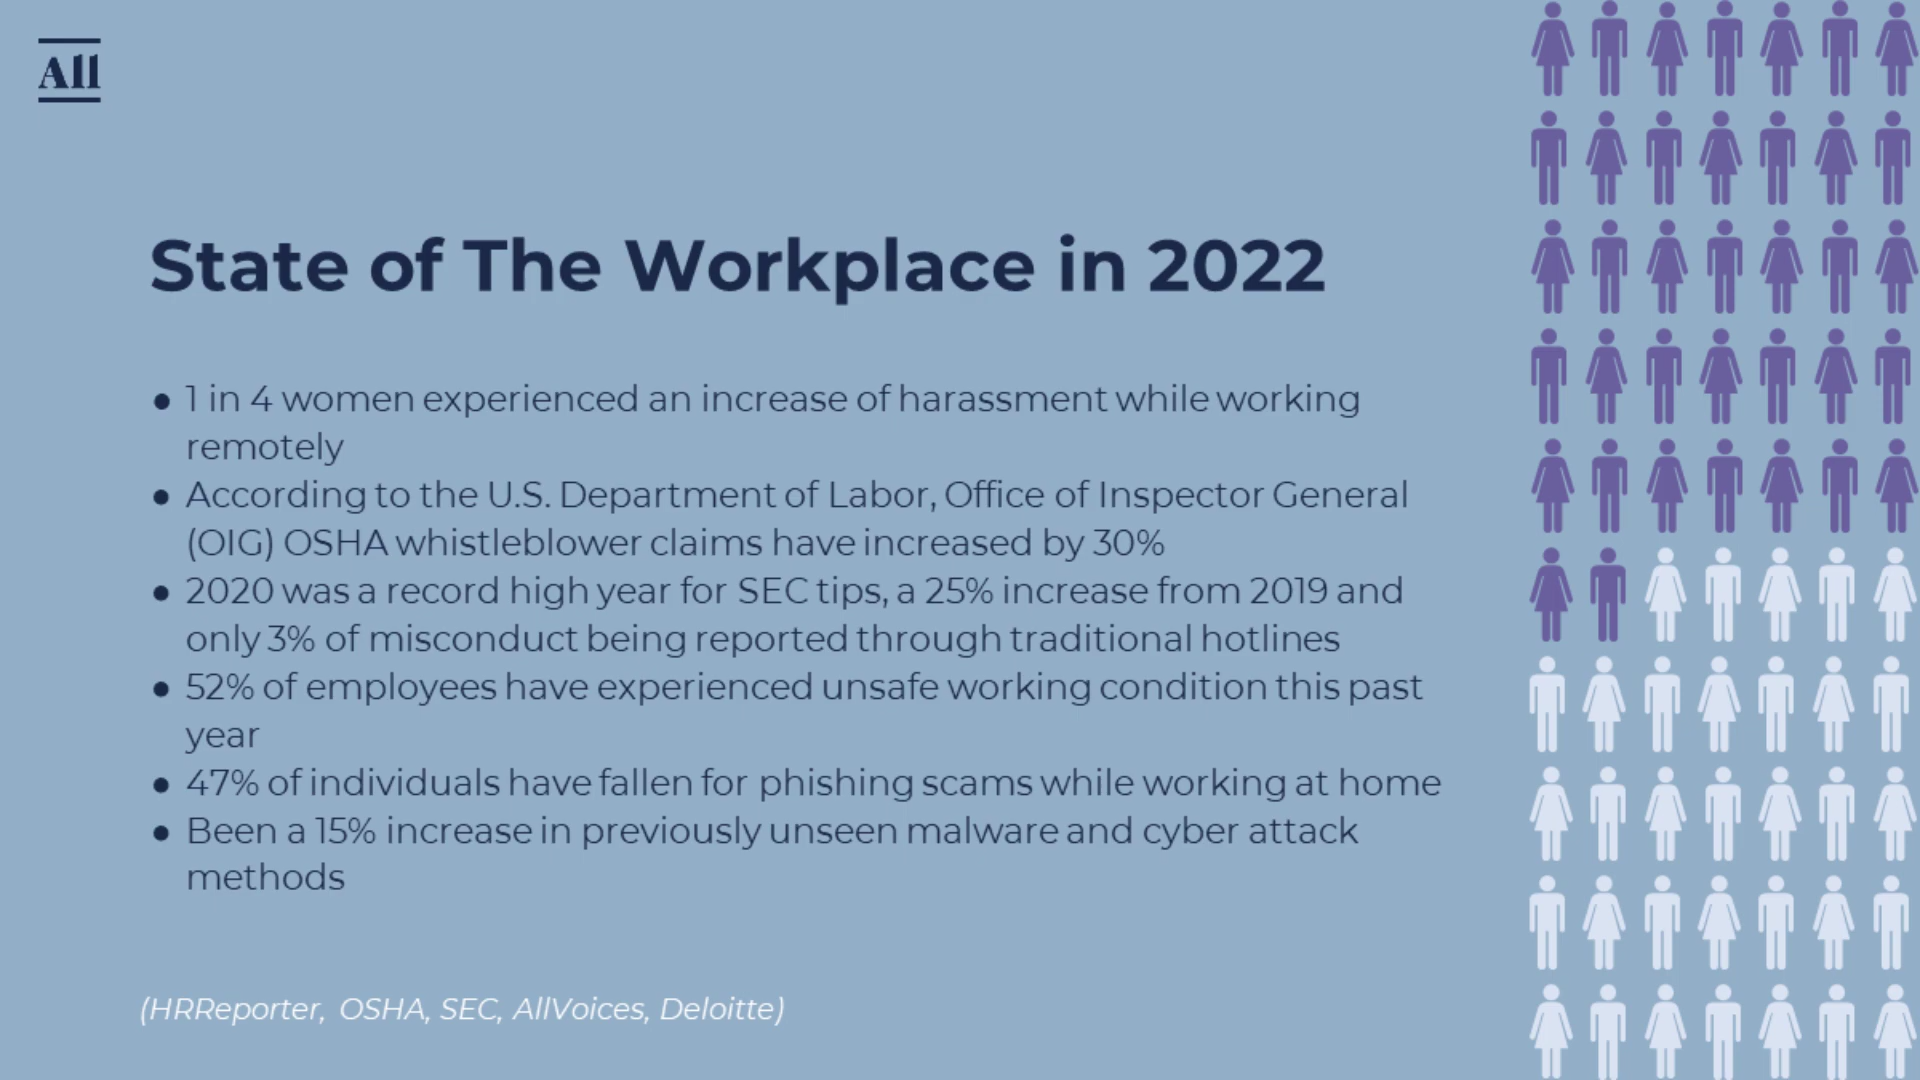 All
State of The Workplace in 2022
● 1 in 4 women experienced an increase of harassment while working
remotely
● According to the U.S. Department of Labor, Office of Inspector General
(OIG) OSHA whistleblower claims have increased by 30%
● 2020 was a record high year for SEC tips, a 25% increase from 2019 and
only 3% of misconduct being reported through traditional hotlines
● 52% of employees have experienced unsafe working condition this past
year
● 47% of individuals have fallen for phishing scams while working at home
● Been a 15% increase in previously unseen malware and cyber attack
methods
(HRReporter, OSHA, SEC, AllVoices, Deloitte)